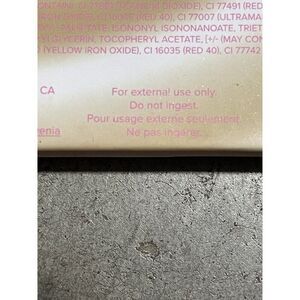 CI 77491 (RED
CI 16035 (RED 40), CI 77007 (ULTRAMA
ISONONYL ISONONANOATE, TRIET
TOCOPHERYL ACETATE, [+/- (MAY CON
(YELLOW IRON OXIDE), CI 16035 (RED 40), CI 77742
CA
For external use only.
Do not ingest.
Pour usage externe seulement.
Ne pas ingérer.